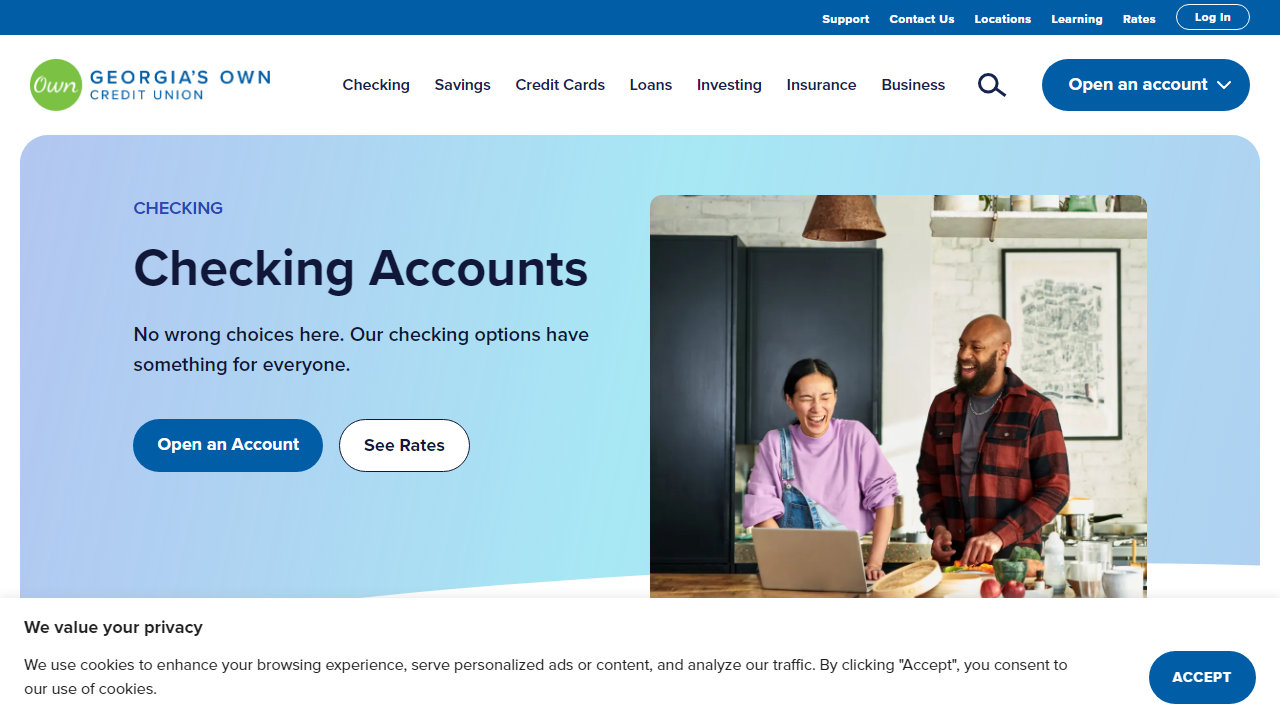 Support Contact Us Locations Learning Rates Log In
Own GEORGIA'S OWN
CREDIT UNION
Checking Savings Credit Cards Loans Investing Insurance Business Open an account
CHECKING
Checking Accounts
No wrong choices here. Our checking options have
something for everyone.
Open an Account See Rates
We value your privacy
We use cookies to enhance your browsing experience, serve personalized ads or content, and analyze our traffic. By clicking "Accept", you consent to
our use of cookies.
ACCEPT